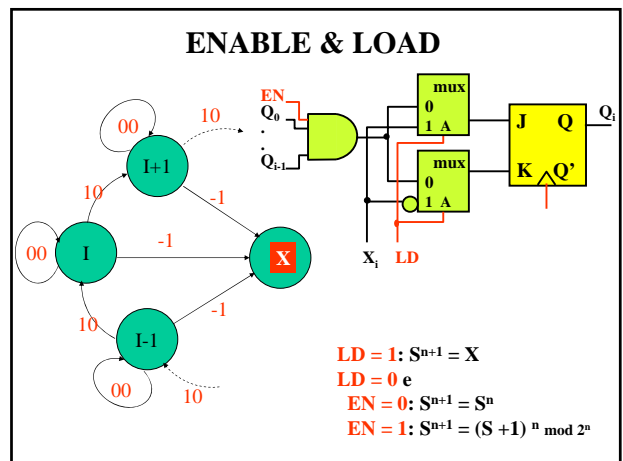 ENABLE & LOAD
00
10
I+1
10
-1
00
I
-1
X
10
I-1
-1
00
10
EN
Q0
.
.
Qi-1
mux
0
1 A
mux
0
1 A
Xi
LD
J Q
K Q’
Qi
LD = 1: Sⁿ⁺¹ = X
LD = 0 e
EN = 0: Sⁿ⁺¹ = Sⁿ
EN = 1: Sⁿ⁺¹ = (S +1) ⁿ mod 2ⁿ